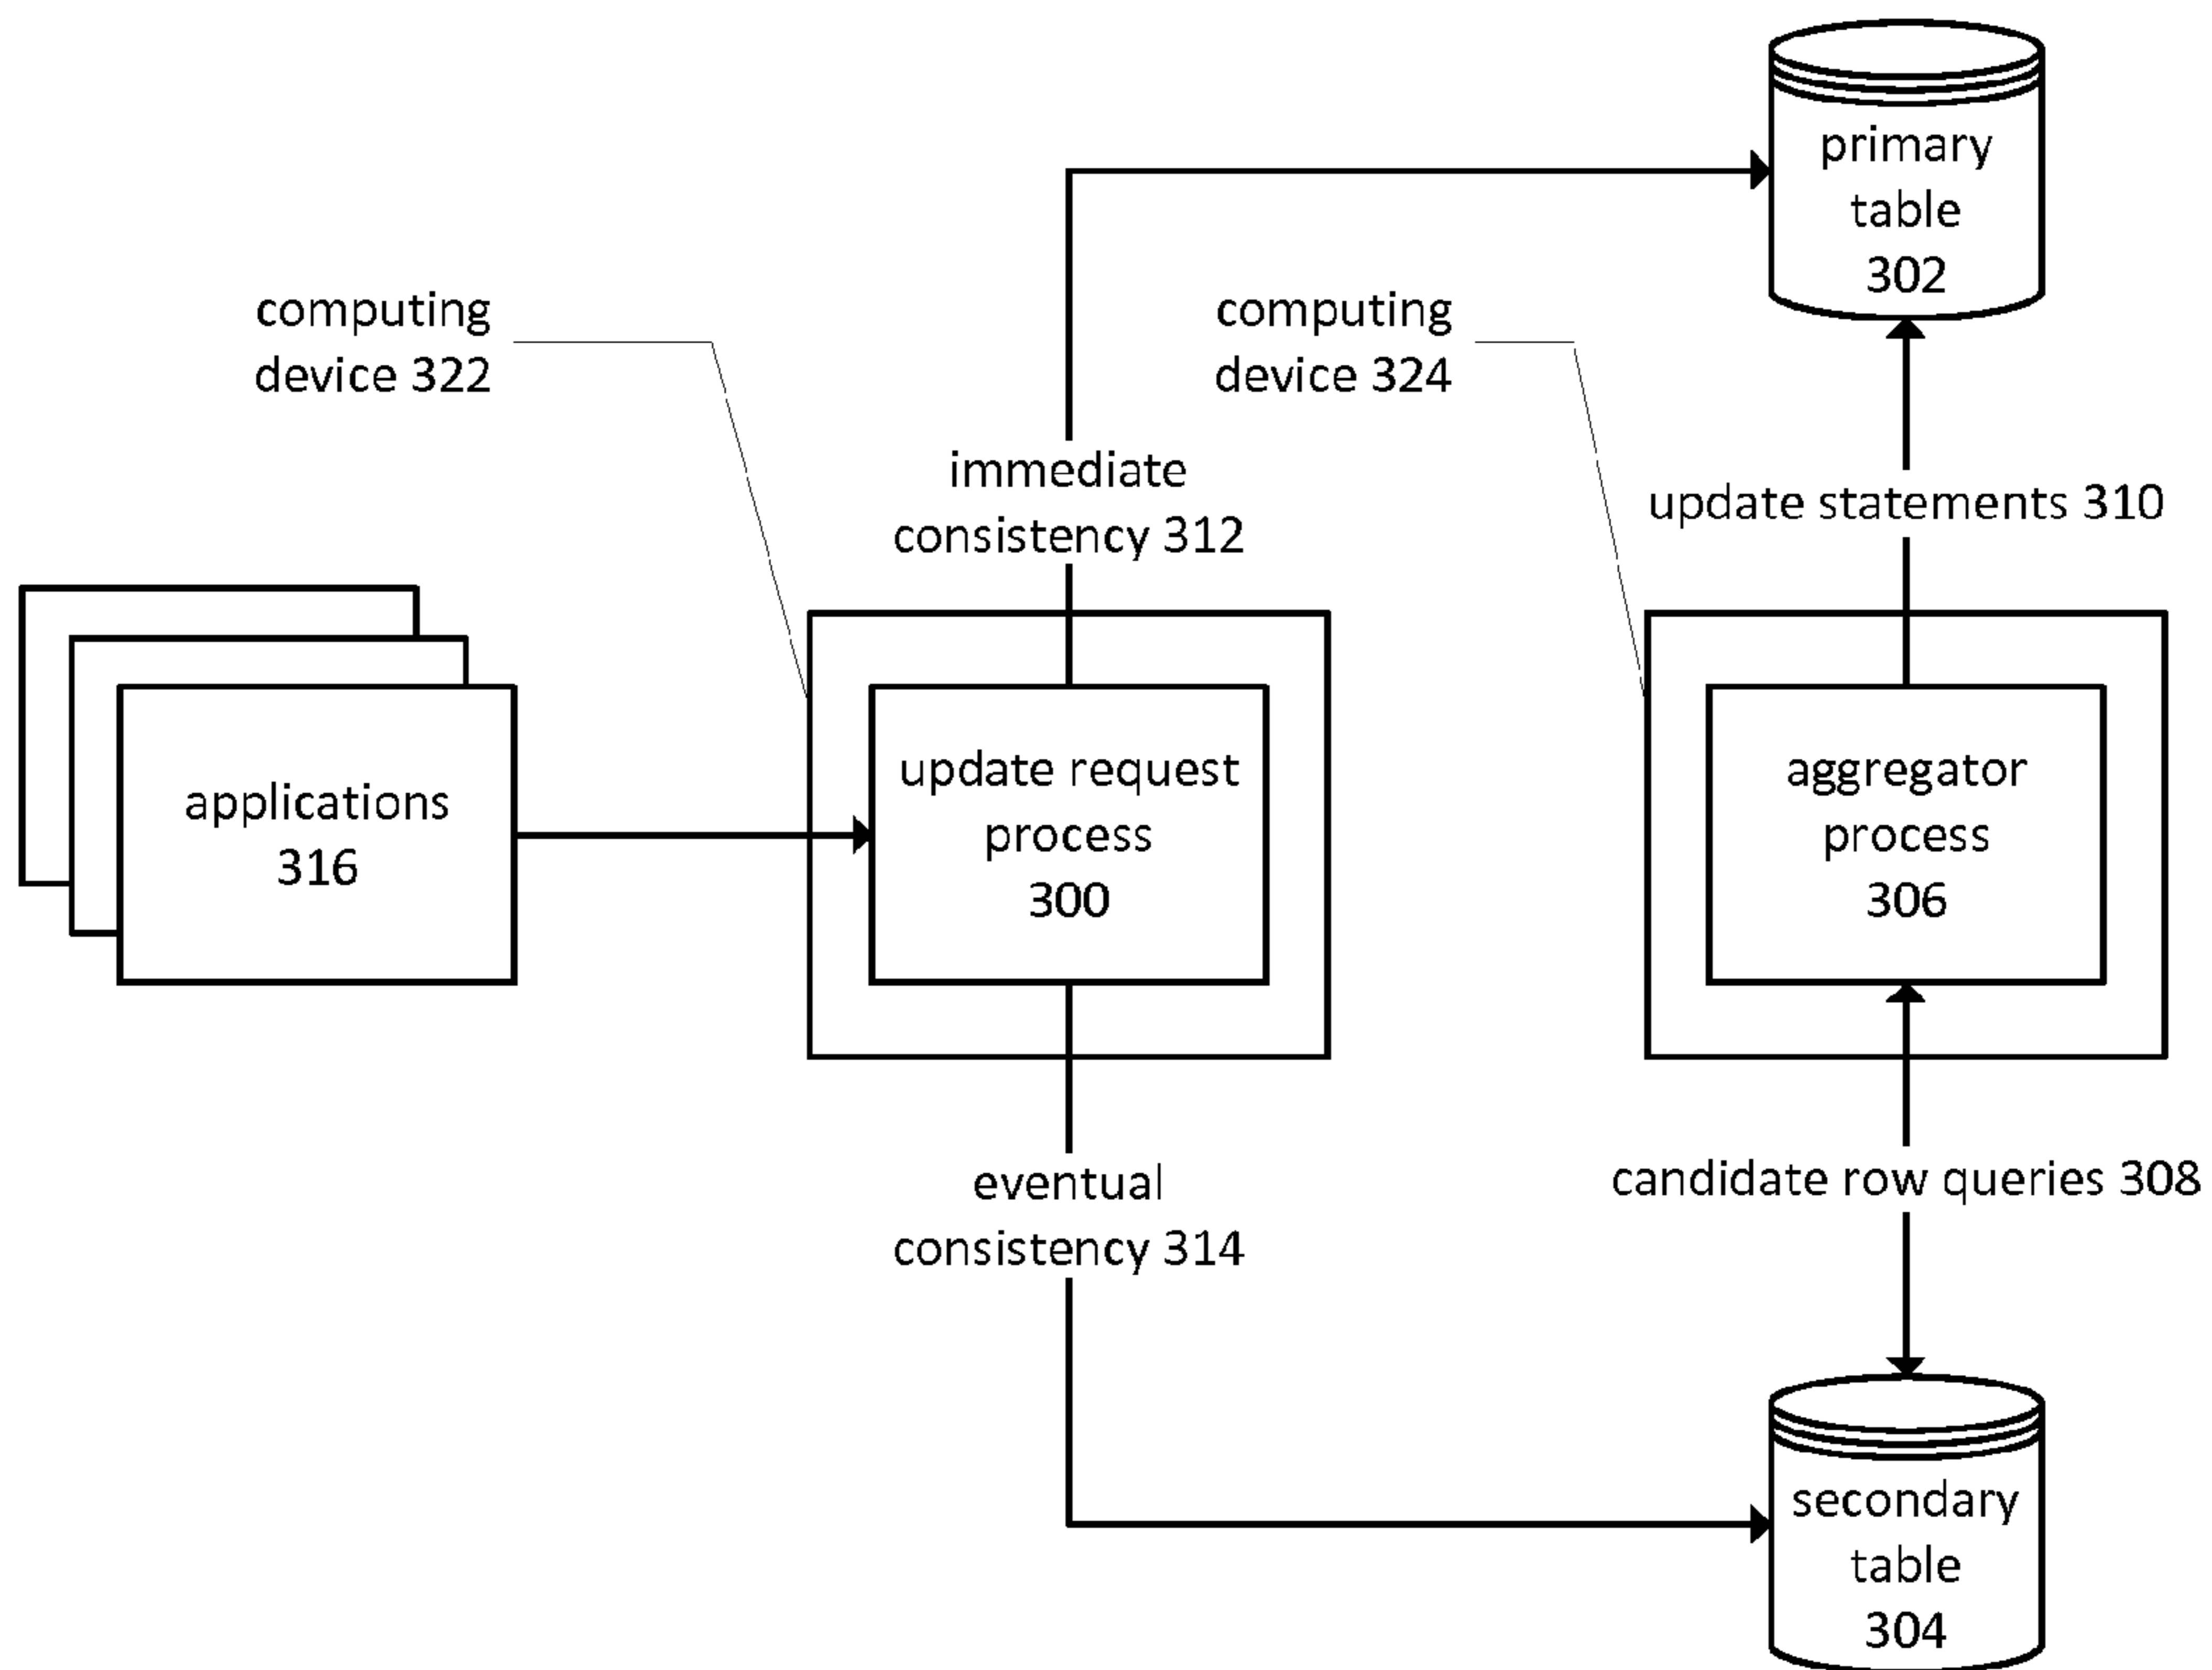 primary
table
302
computing
device 322
computing
device 324
immediate
consistency 312
update statements 310
applications
316
update request
process
300
aggregator
process
306
eventual
consistency 314
candidate row queries 308
secondary
table
304